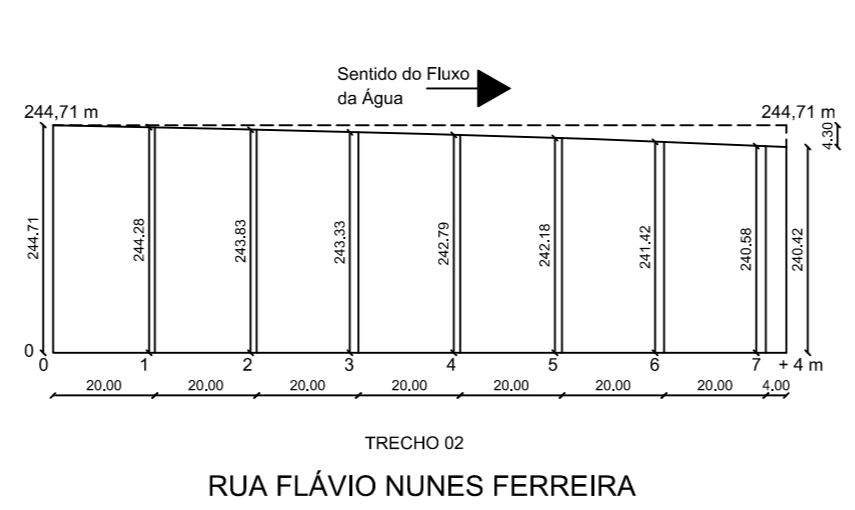 Sentido do Fluxo
da Água
244,71 m
244,71 m
4.30
244.71
244.28
243.83
243.33
242.79
242.18
241.42
240.58
240.42
0
0 1 2 3 4 5 6 7 + 4 m
20.00 20.00 20.00 20.00 20.00 20.00 20.00 4.00
TRECHO 02
RUA FLÁVIO NUNES FERREIRA